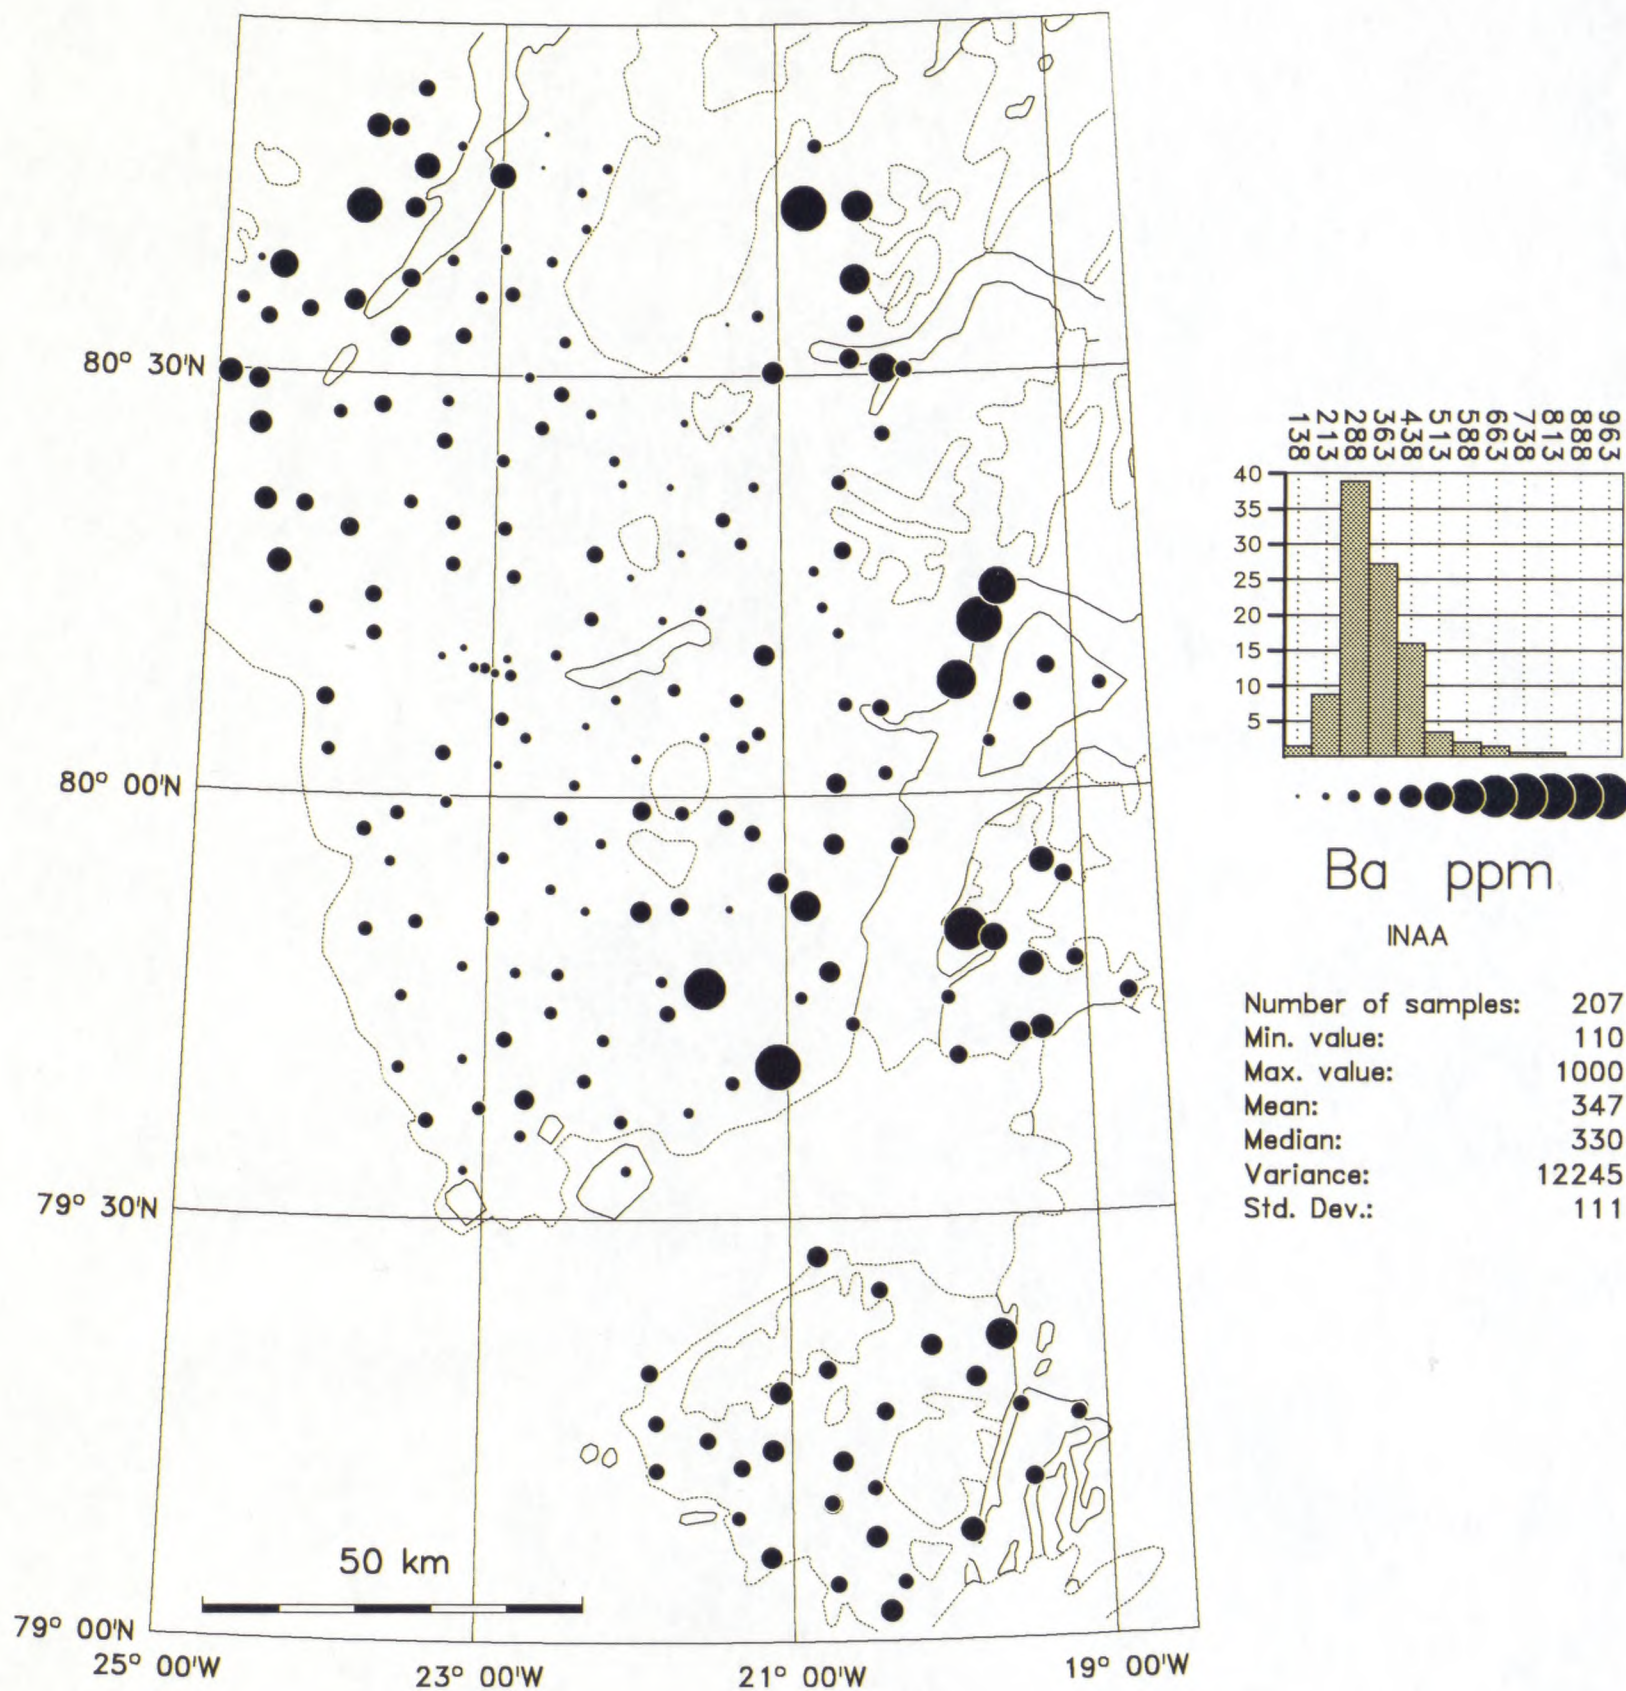 80° 30'N
80° 00'N
79° 30'N
79° 00'N
25° 00'W
23° 00'W
21° 00'W
19° 00'W
50 km
138 213 288 363 438 513 588 663 738 813 888 963
40
35
30
25
20
15
10
5
Ba ppm
INAA
Number of samples: 207
Min. value: 110
Max. value: 1000
Mean: 347
Median: 330
Variance: 12245
Std. Dev.: 111